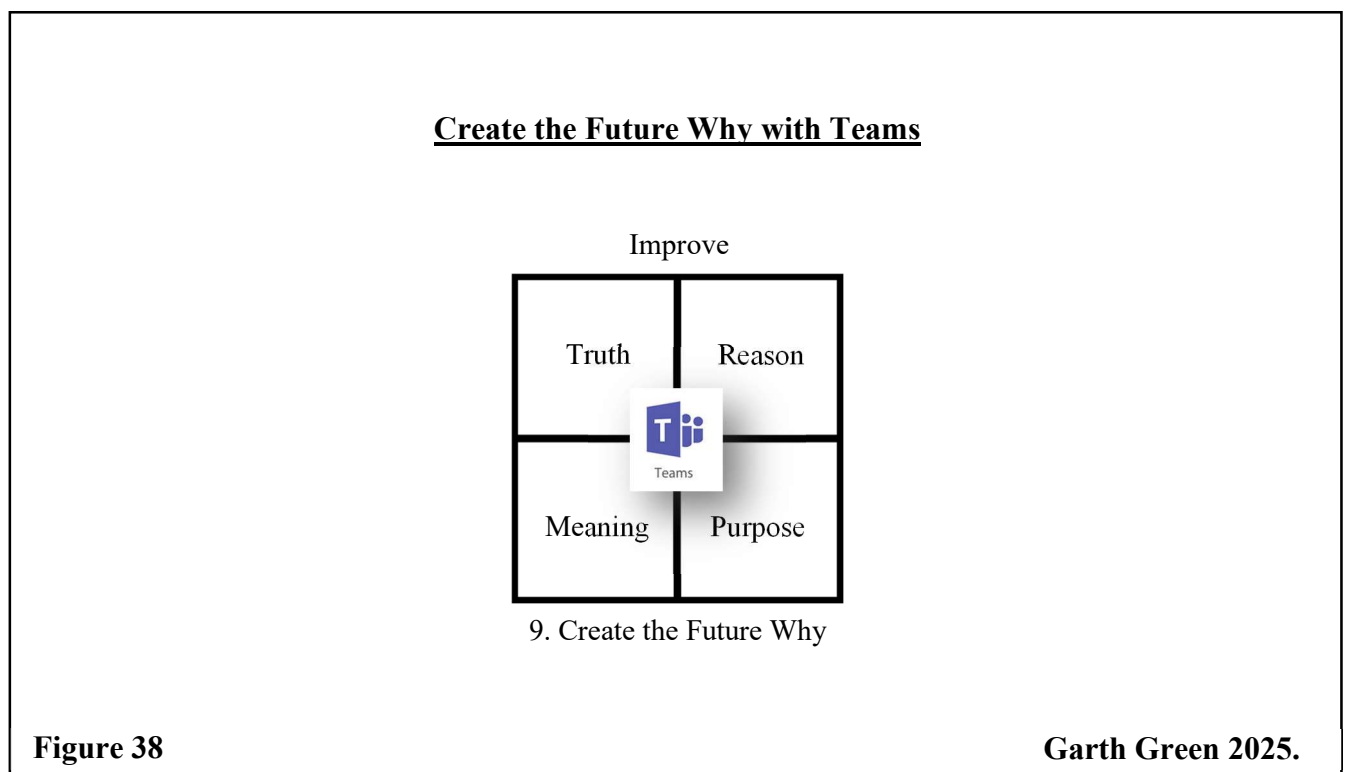 Create the Future Why with Teams
Improve
Truth Reason
T
Teams
Meaning Purpose
9. Create the Future Why
Figure 38 Garth Green 2025.